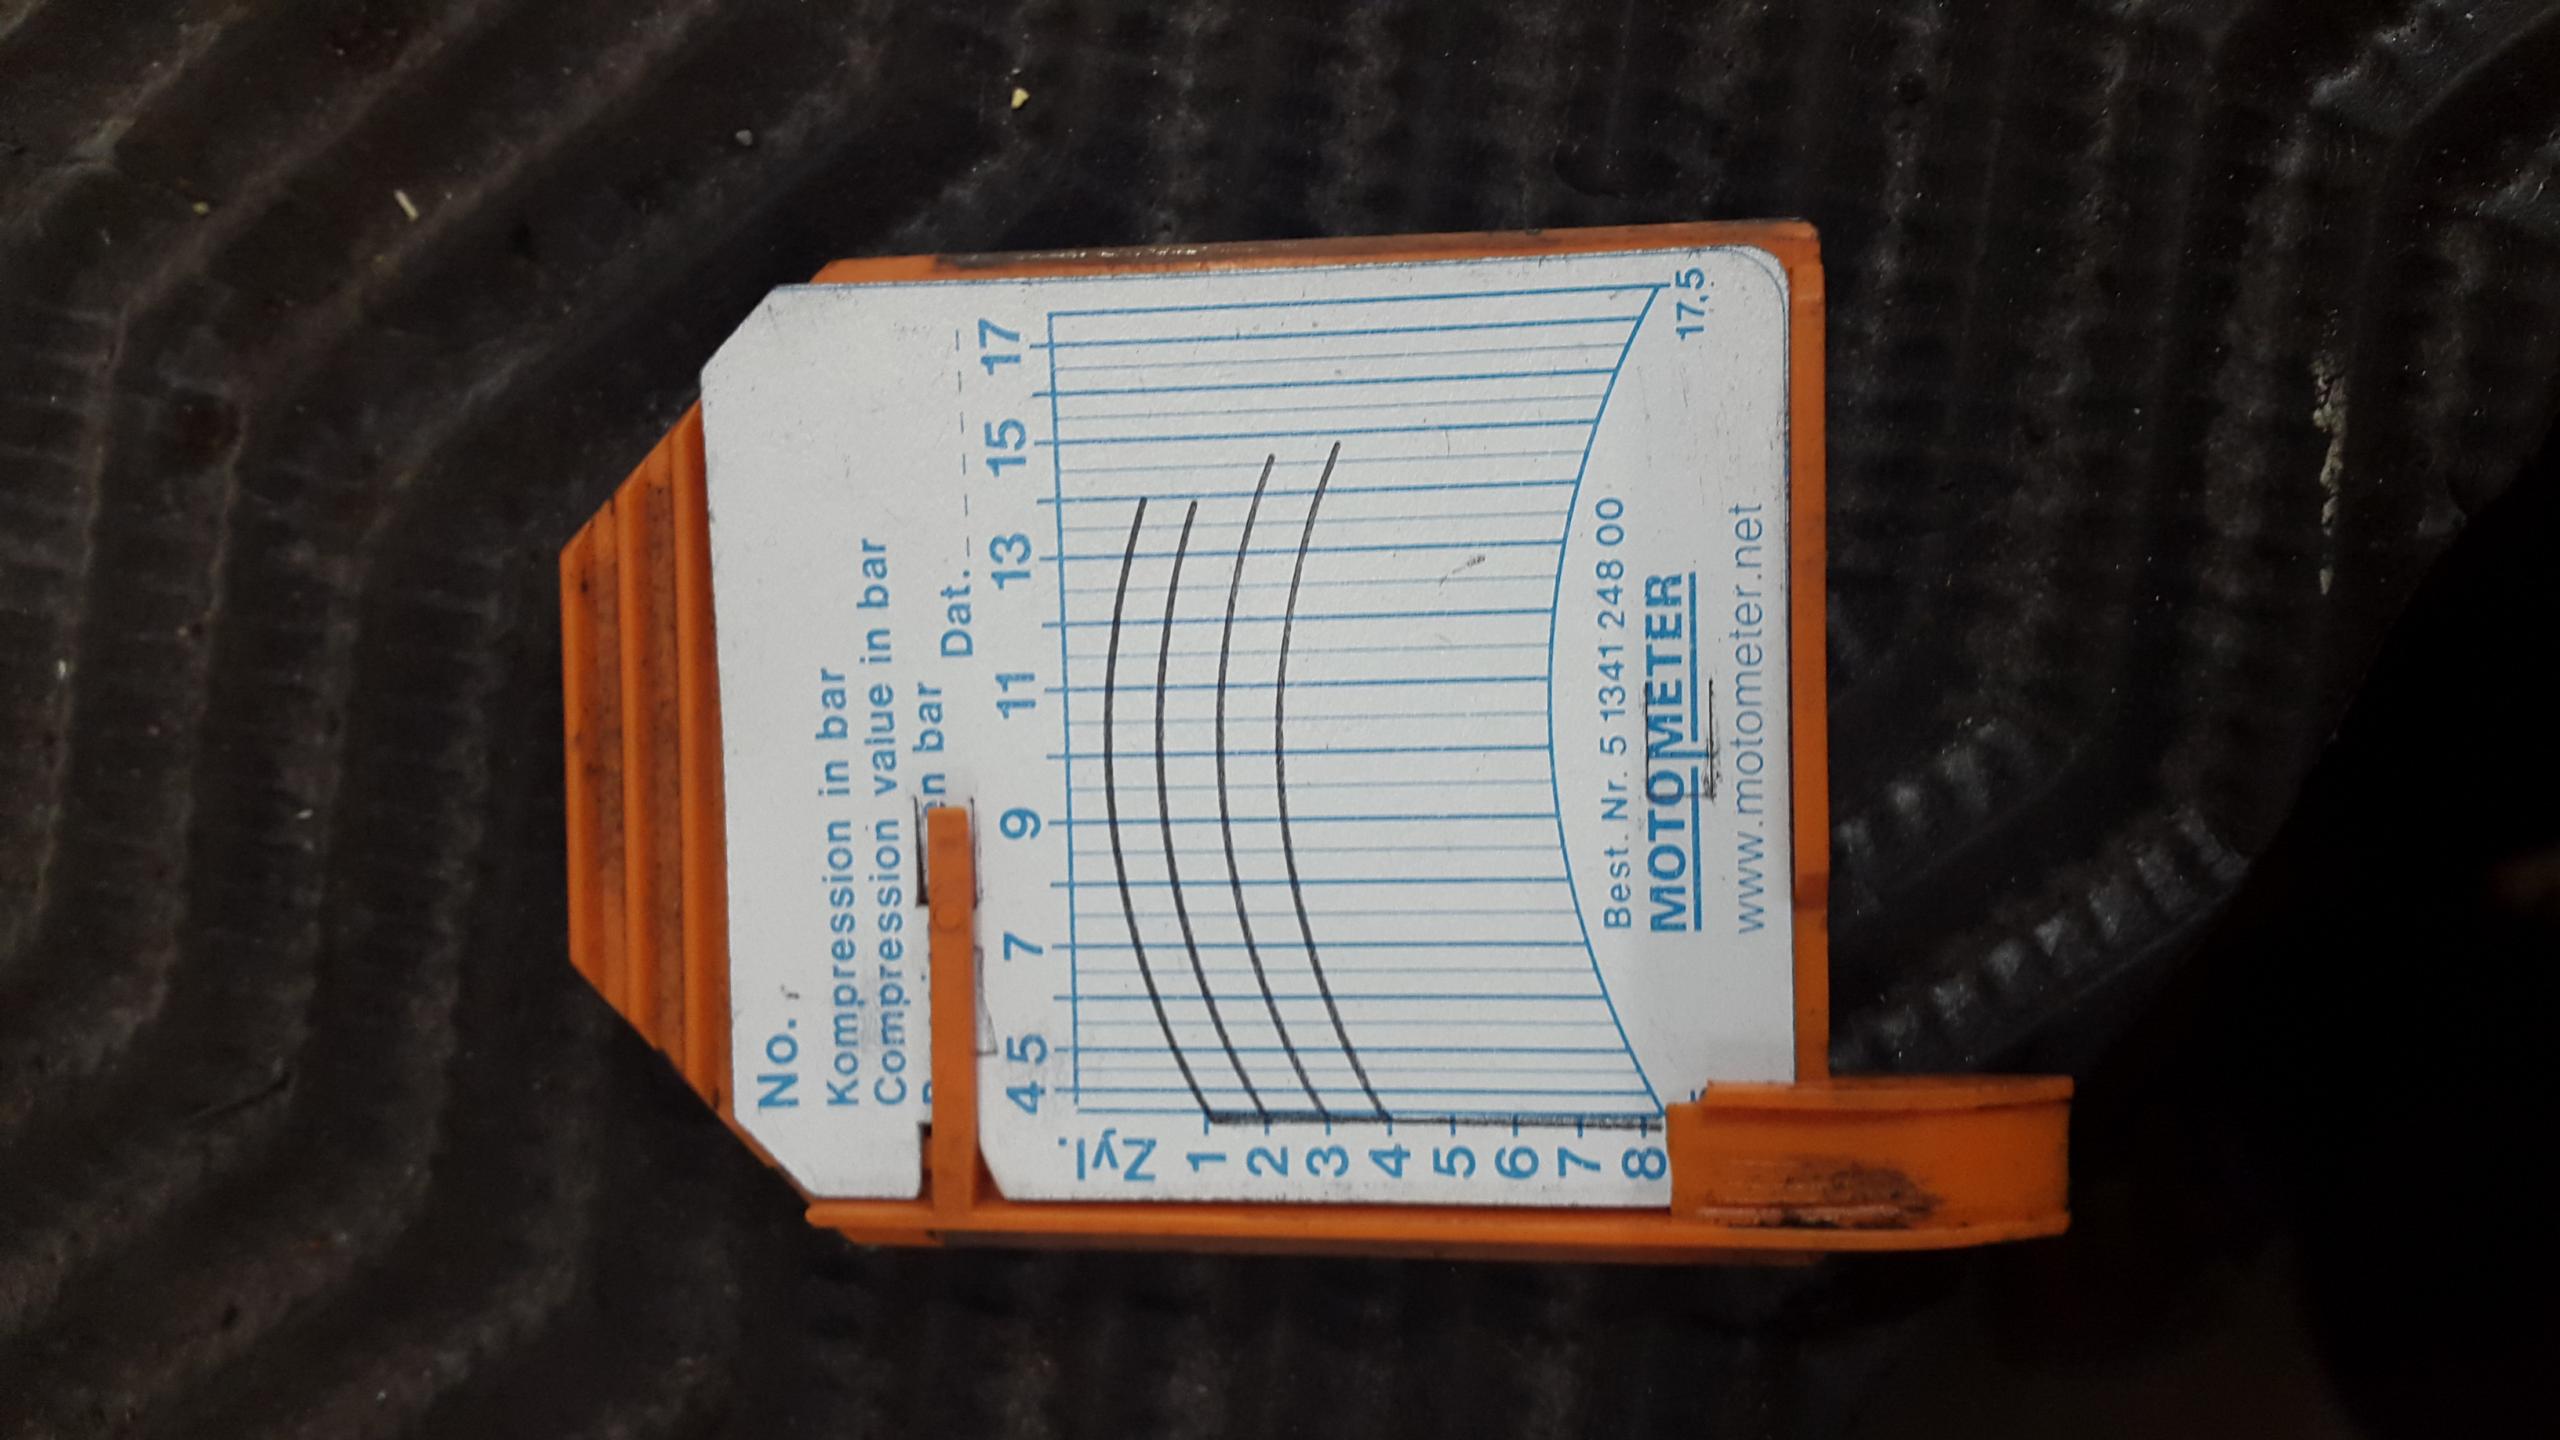 No.
Kompression in bar
Compression value in bar
en bar
Dat.
4 5 7 9 11 13 15 17
Zyl.
1
2
3
4
5
6
7
8
17,5
Best. Nr. 5 1341 248 00
MOTOMETER
www.motometer.net